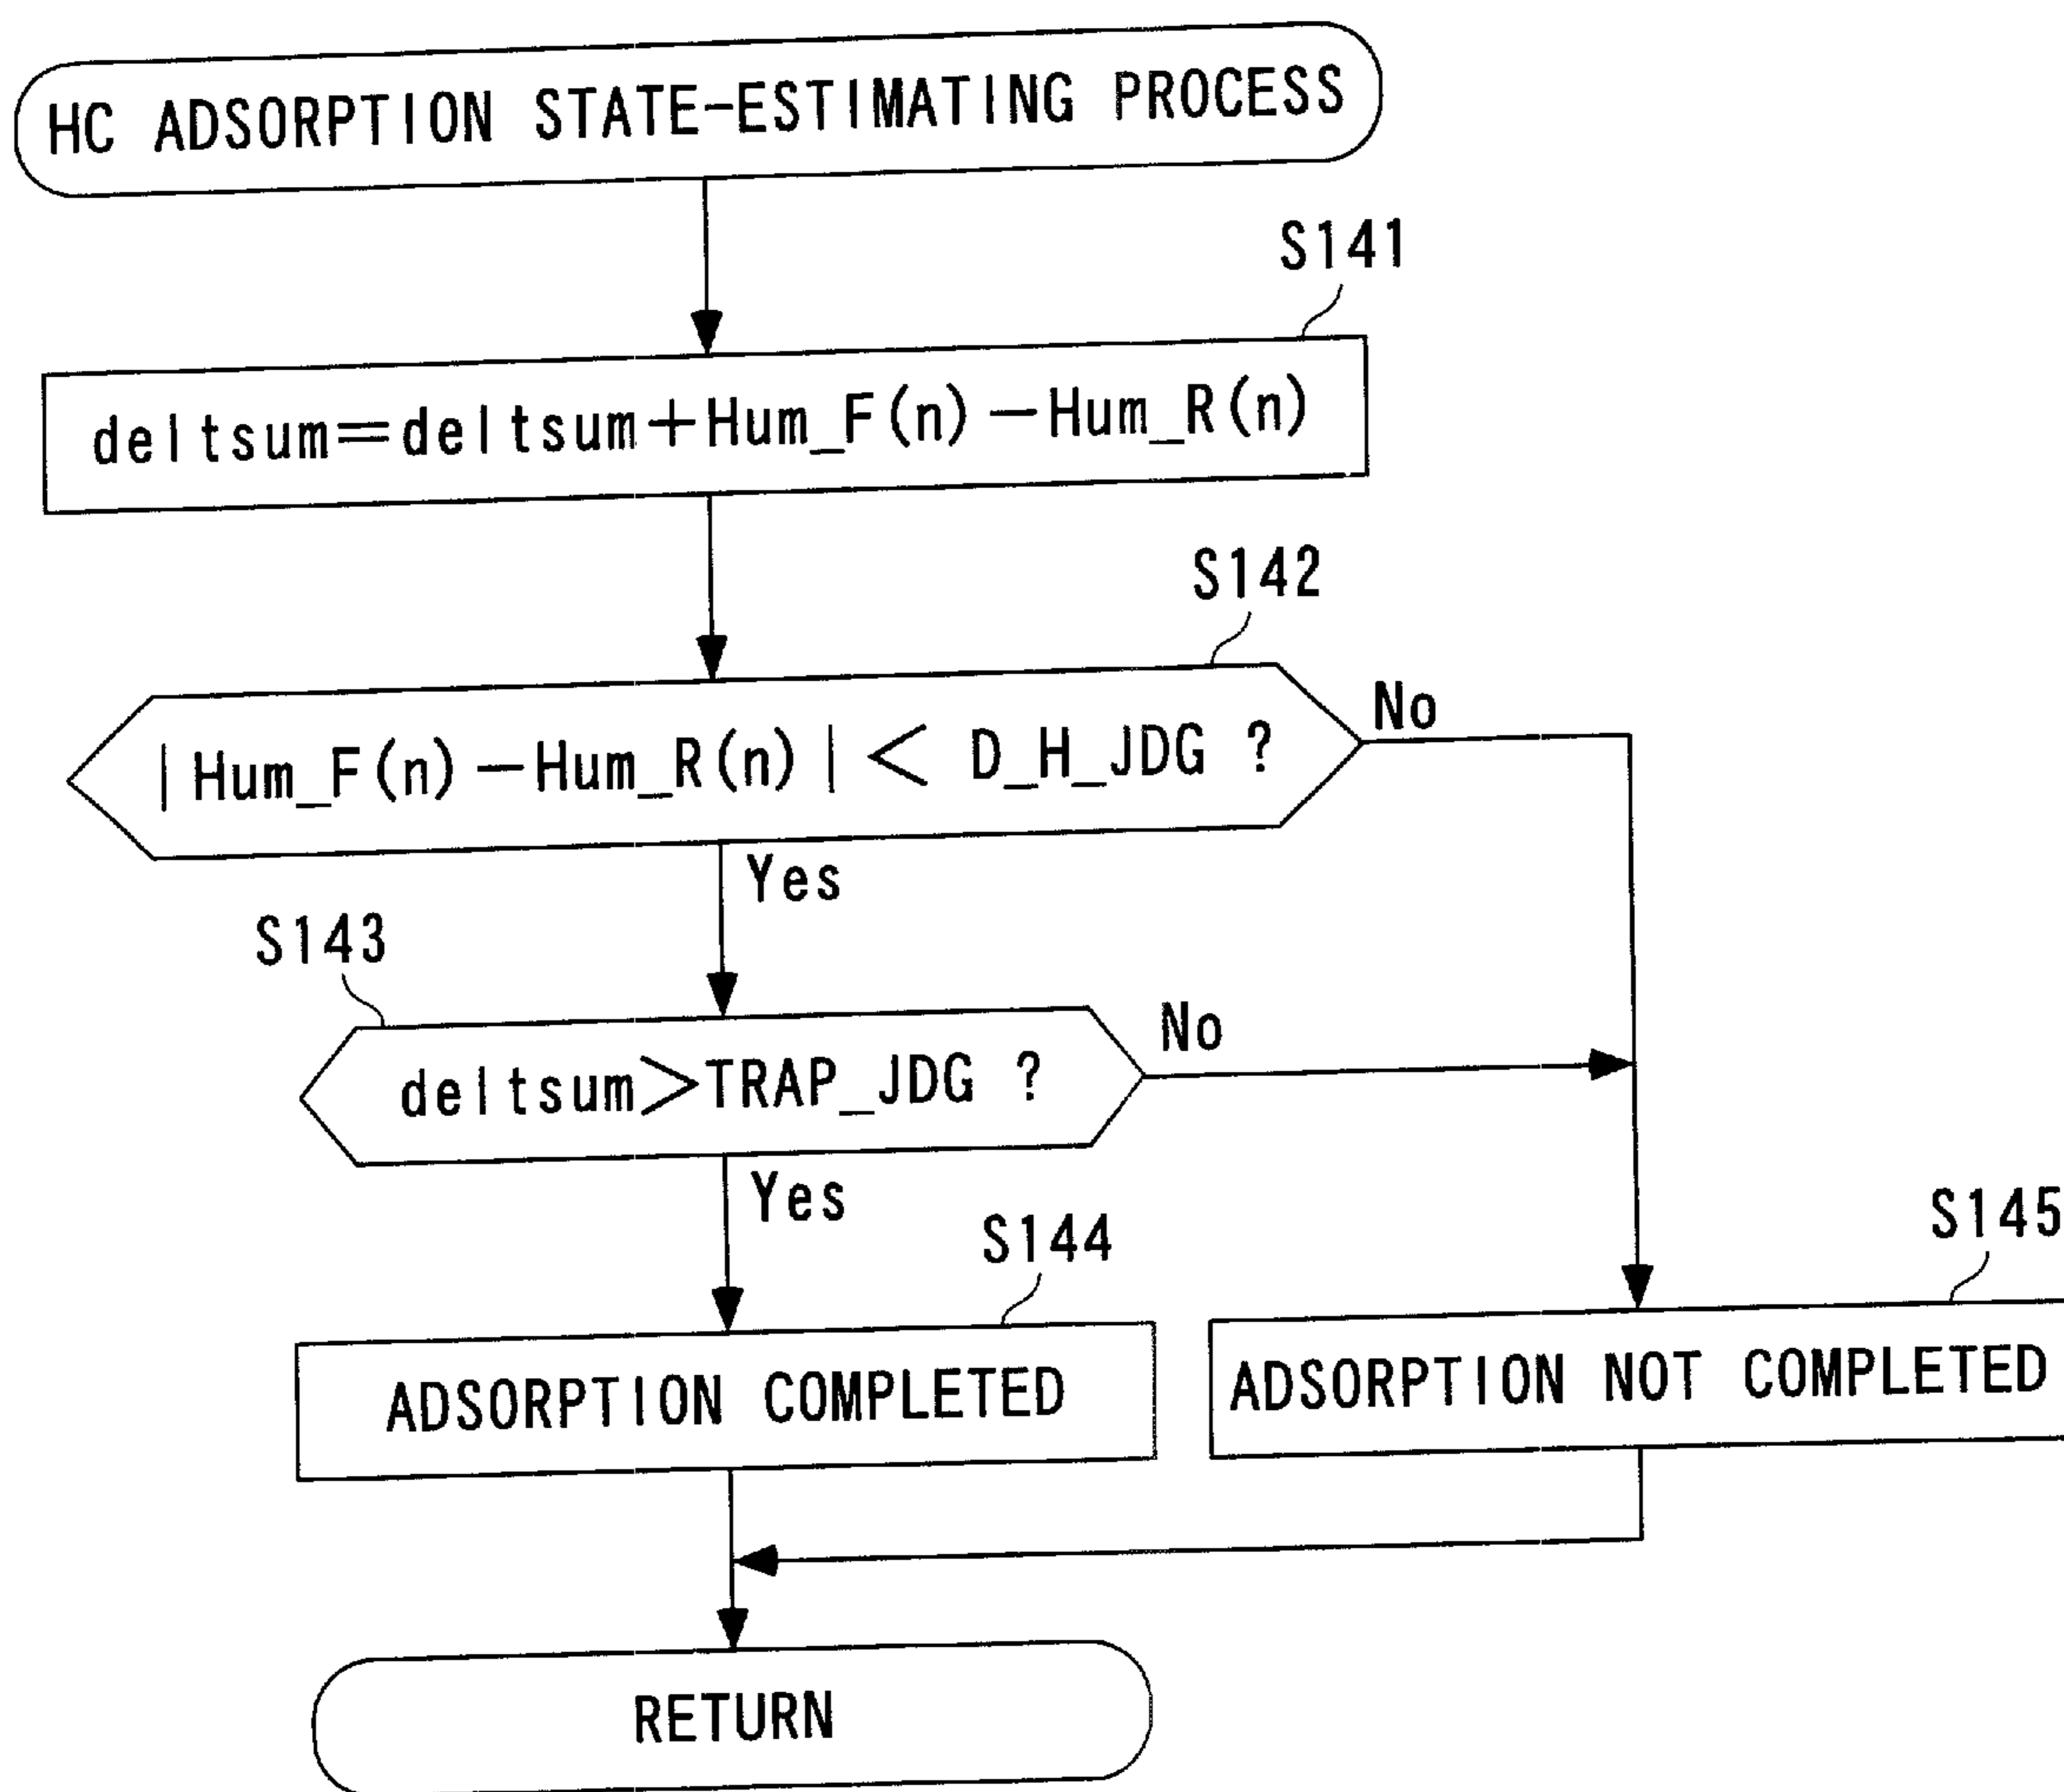 HC ADSORPTION STATE-ESTIMATING PROCESS
S141
deltsum=deltsum+Hum_F(n)-Hum_R(n)
S142
|Hum_F(n)-Hum_R(n)|< D_H_JDG ?
No
Yes
S143
deltsum>TRAP_JDG ?
No
Yes
S144
S145
ADSORPTION COMPLETED
ADSORPTION NOT COMPLETED
RETURN